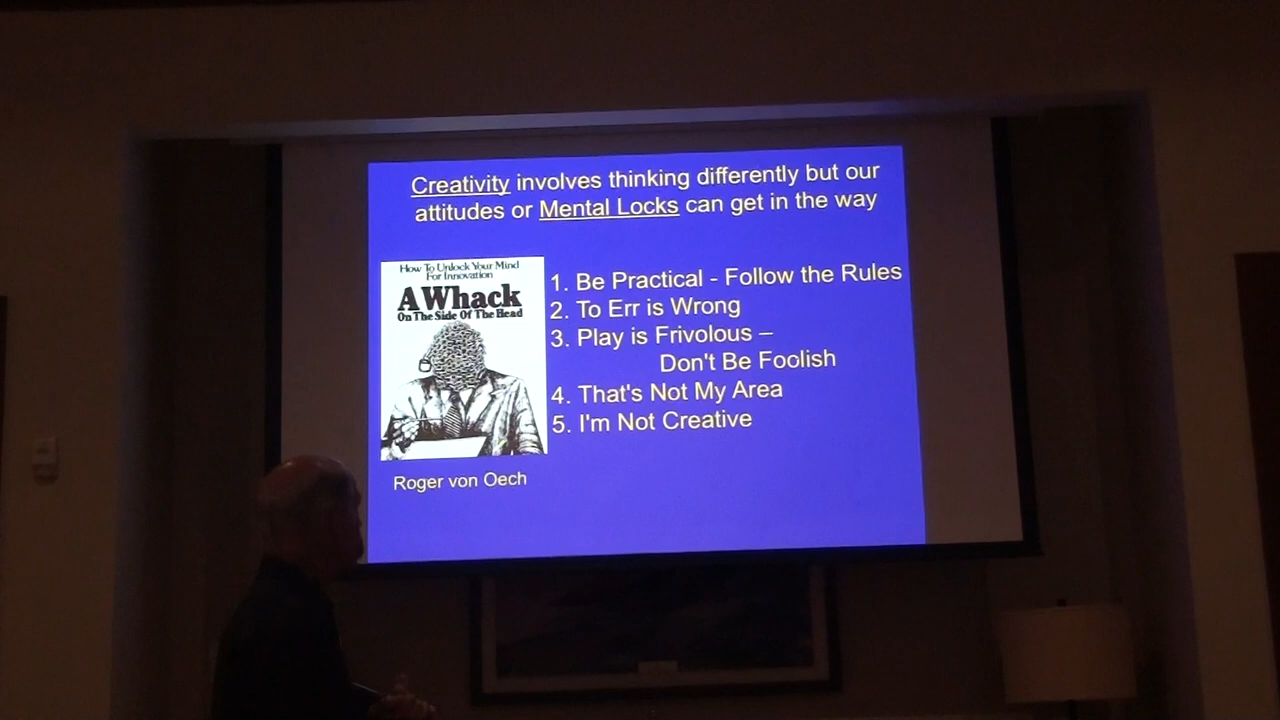 Creativity involves thinking differently but our
attitudes or Mental Locks can get in the way
How To Unlock Your Mind
For Innovation
A Whack
On The Side Of The Head
1. Be Practical - Follow the Rules
2. To Err is Wrong
3. Play is Frivolous –
Don't Be Foolish
4. That's Not My Area
5. I'm Not Creative
Roger von Oech